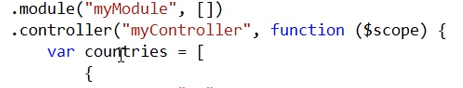 .module("myModule", [])
.controller("myController", function ($scope) {
var countries = [
{